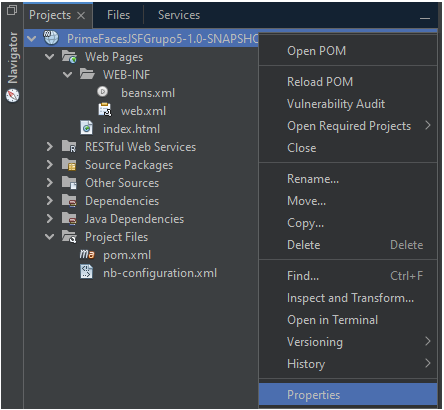 Projects
Files
Services
Navigator
PrimeFacesJSFGrupo5-1.0-SNAPSHO
Web Pages
WEB-INF
beans.xml
web.xml
index.html
RESTful Web Services
Source Packages
Other Sources
Dependencies
Java Dependencies
Project Files
pom.xml
nb-configuration.xml
Open POM
Reload POM
Vulnerability Audit
Open Required Projects
Close
Rename...
Move...
Copy...
Delete Delete
Find... Ctrl+F
Inspect and Transform...
Open in Terminal
Versioning
History
Properties